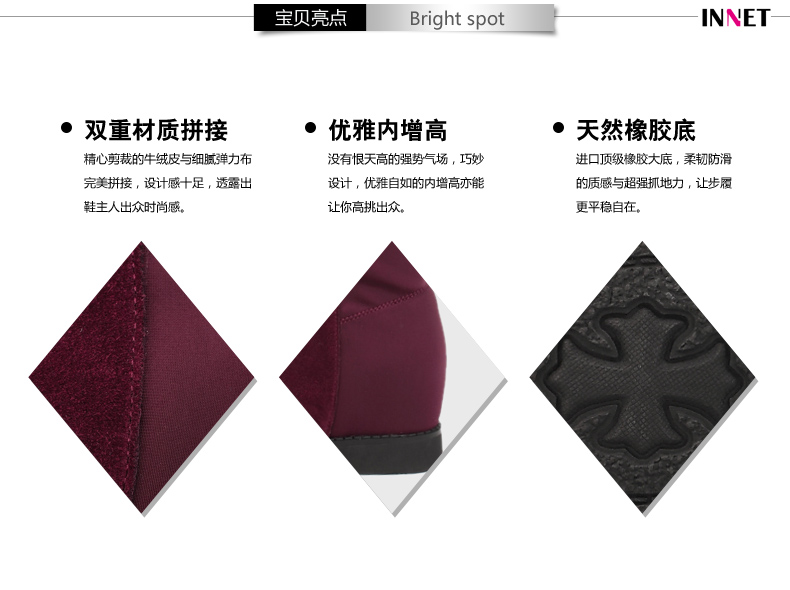 宝贝亮点 Bright spot
INNET
双重材质拼接
精心剪裁的牛绒皮与细腻弹力布
完美拼接，设计感十足，透露出
鞋主人出众时尚感。
优雅内增高
没有恨天高的强势气场，巧妙
设计，优雅自如的内增高亦能
让你高挑出众。
天然橡胶底
进口顶级橡胶大底，柔韧防滑
的质感与超强抓地力，让步履
更平稳自在。